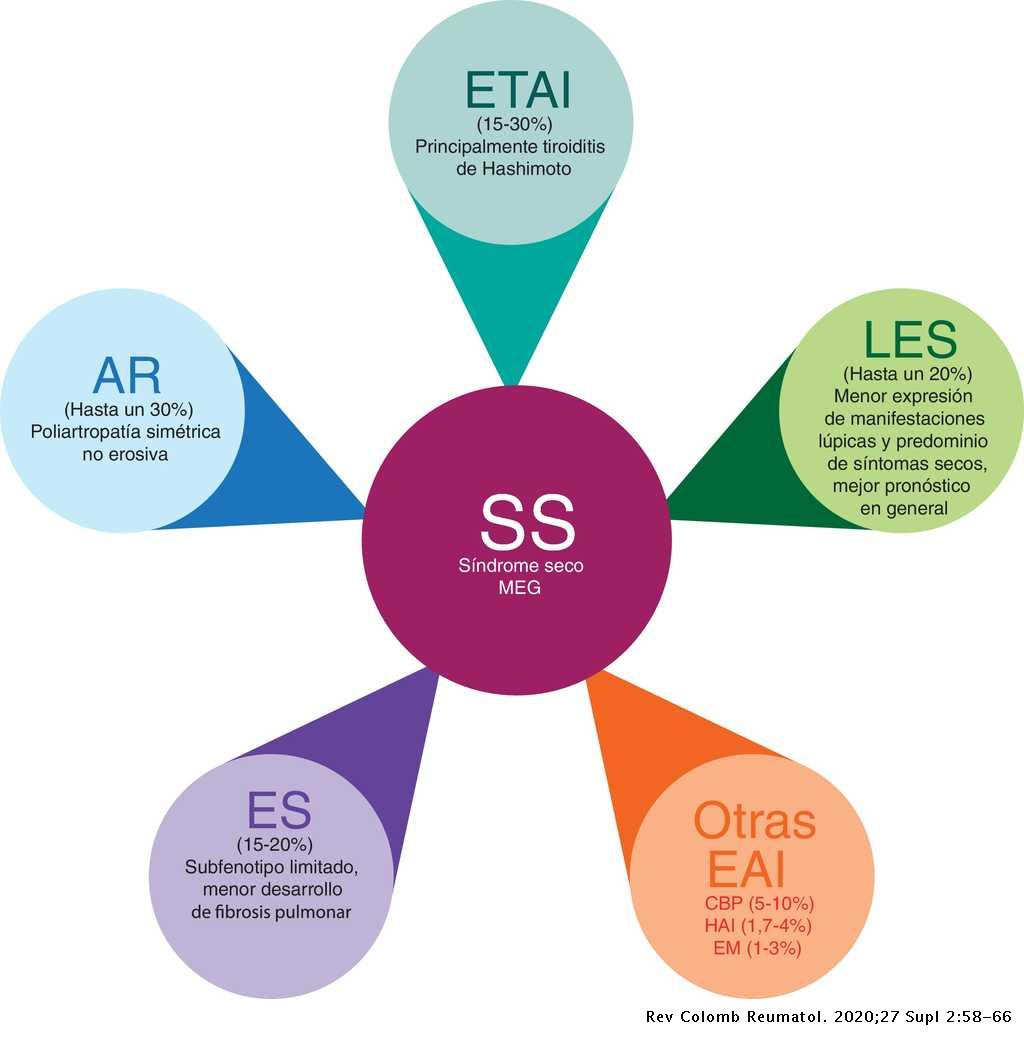 ETAI
(15-30%)
Principalmente tiroiditis
de Hashimoto
AR
(Hasta un 30%)
Poliartropatía simétrica
no erosiva
LES
(Hasta un 20%)
Menor expresión
de manifestaciones
lúpicas y predominio
de síntomas secos,
mejor pronóstico
en general
SS
Síndrome seco
MEG
ES
(15-20%)
Subfenotipo limitado,
menor desarrollo
de fibrosis pulmonar
Otras
EAI
CBP (5-10%)
HAI (1,7-4%)
EM (1-3%)
Rev Colomb Reumatol. 2020;27 Supl 2:58–66